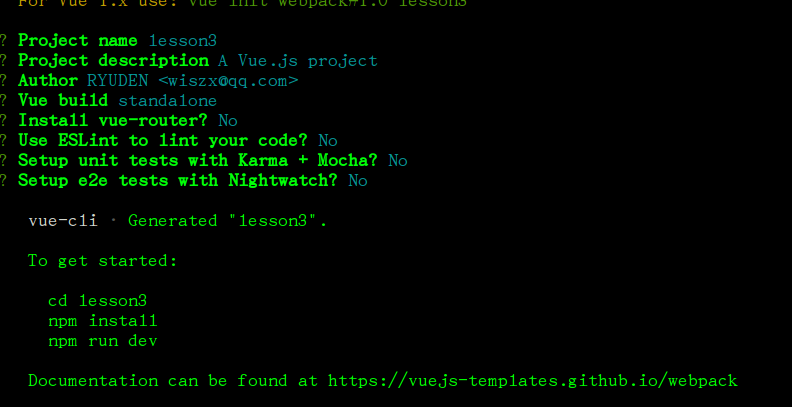 For Vue 1.x use: vue init webpack#1.0 lesson3
? Project name lesson3
? Project description A Vue.js project
? Author RYUDEN <wiszx@qq.com>
? Vue build standalone
? Install vue-router? No
? Use ESLint to lint your code? No
? Setup unit tests with Karma + Mocha? No
? Setup e2e tests with Nightwatch? No
vue-cli · Generated "lesson3".
To get started:
cd lesson3
npm install
npm run dev
Documentation can be found at https://vuejs-templates.github.io/webpack